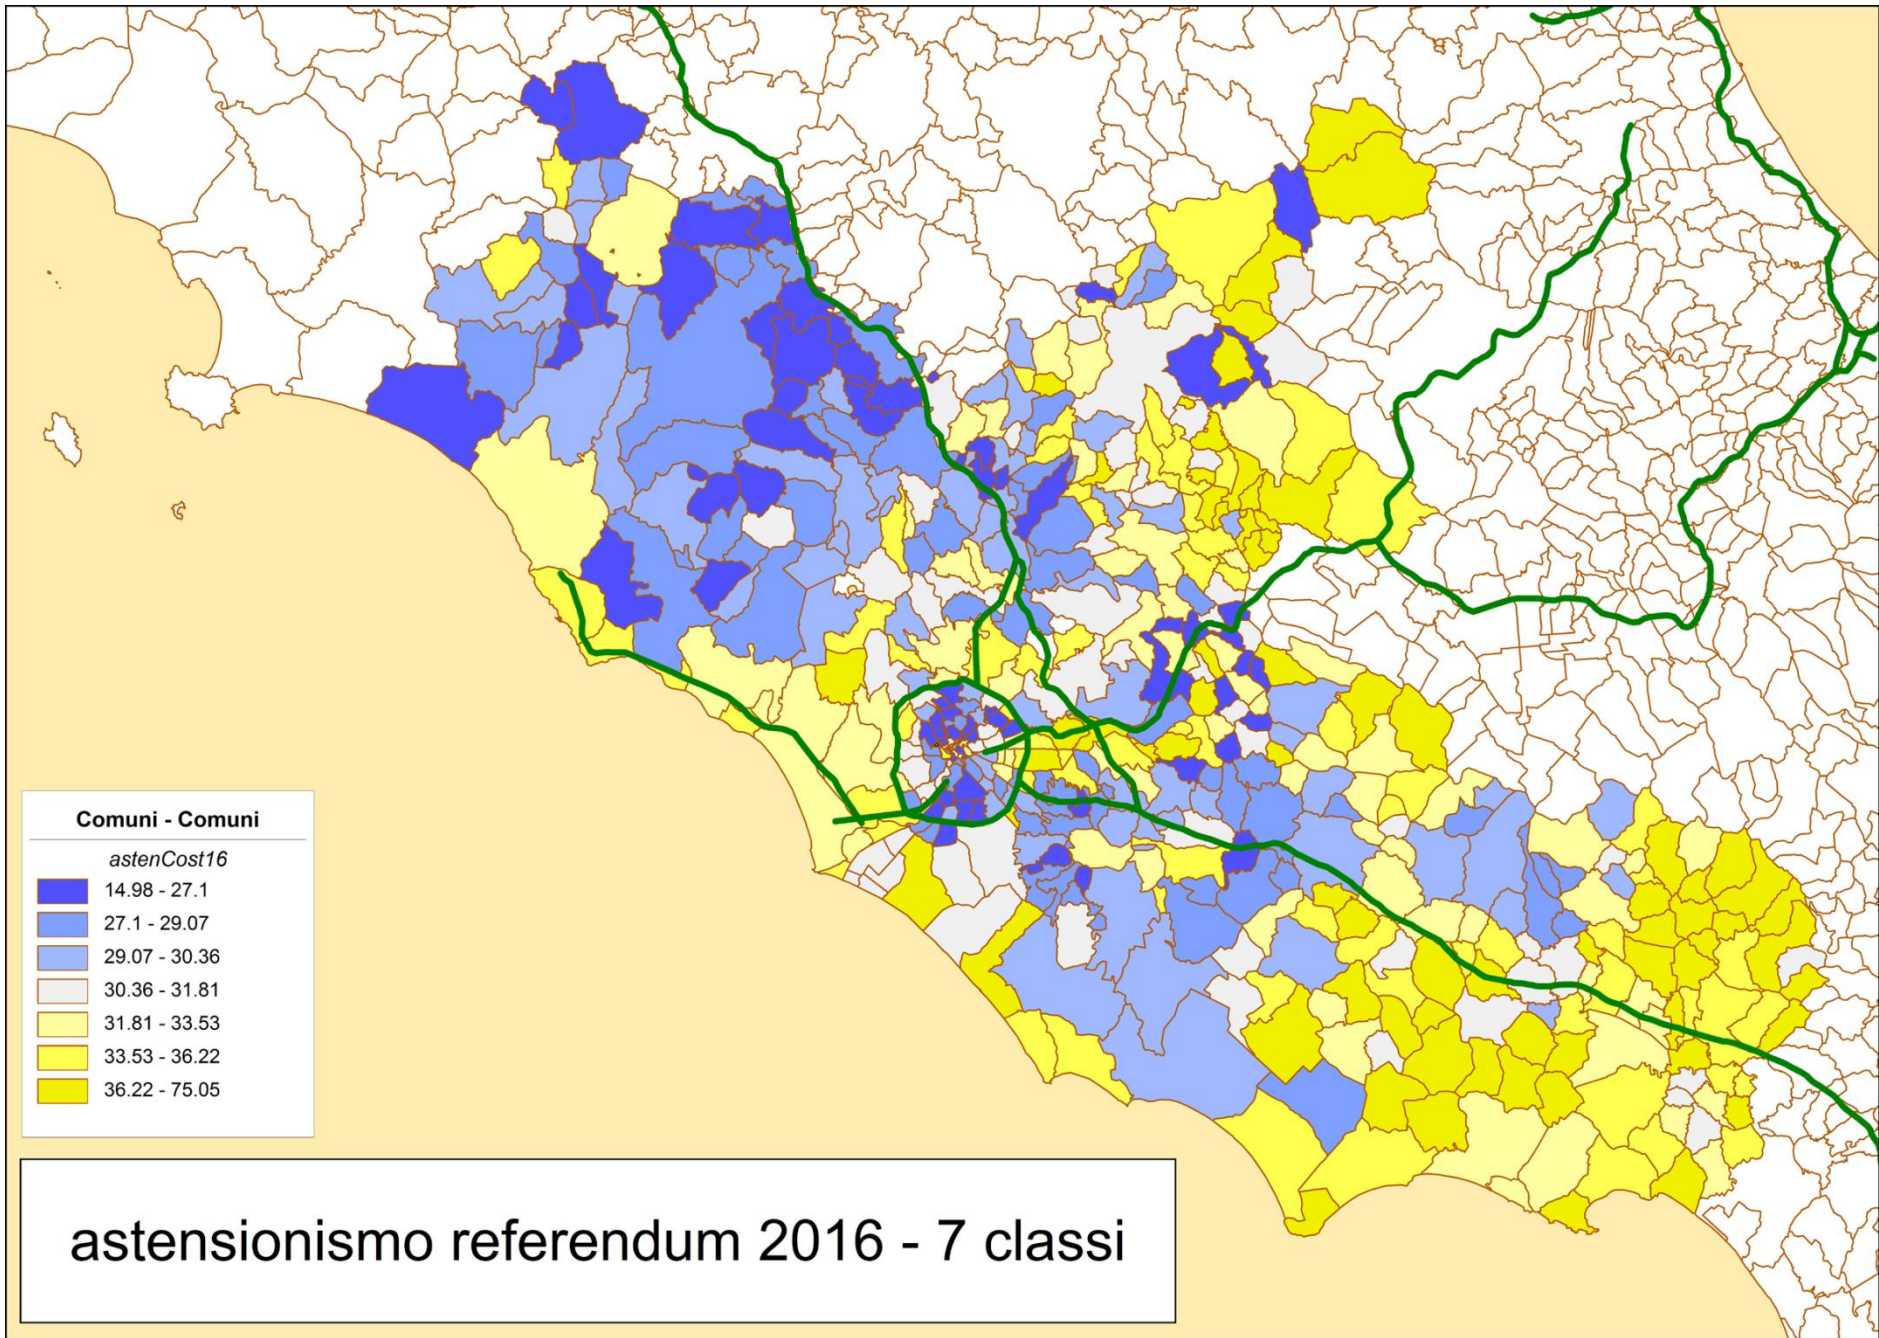 Comuni - Comuni
astenCost16
14.98 - 27.1
27.1 - 29.07
29.07 - 30.36
30.36 - 31.81
31.81 - 33.53
33.53 - 36.22
36.22 - 75.05
astensionismo referendum 2016 - 7 classi